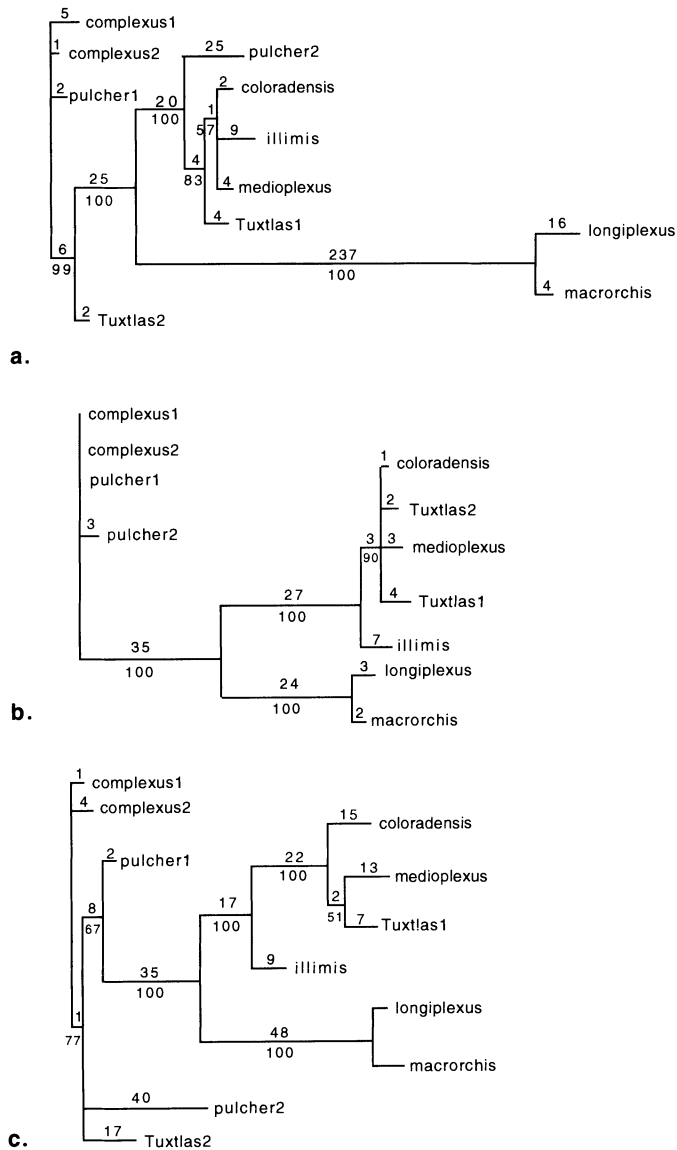 5 complexus1
1 complexus2
2 pulcher1
25 pulcher2
20
100
2 coloradensis
1
57
9 illimis
4
83
4 medioplexus
4 Tuxtlas1
25
100
16 longiplexus
237
100
4 macrorchis
6
99
2 Tuxtlas2
a.
complexus1
complexus2
pulcher1
3 pulcher2
1 coloradensis
2 Tuxtlas2
3 3 medioplexus
90
4 Tuxtlas1
27
100
7 illimis
35
100
3 longiplexus
24
100
2 macrorchis
b.
1 complexus1
4 complexus2
15 coloradensis
2 pulcher1
22
100
13 medioplexus
2
51
7 Tuxtlas1
17
100
8
67
9 illimis
35
100
longiplexus
48
100
macrorchis
1
77
40 pulcher2
17 Tuxtlas2
c.